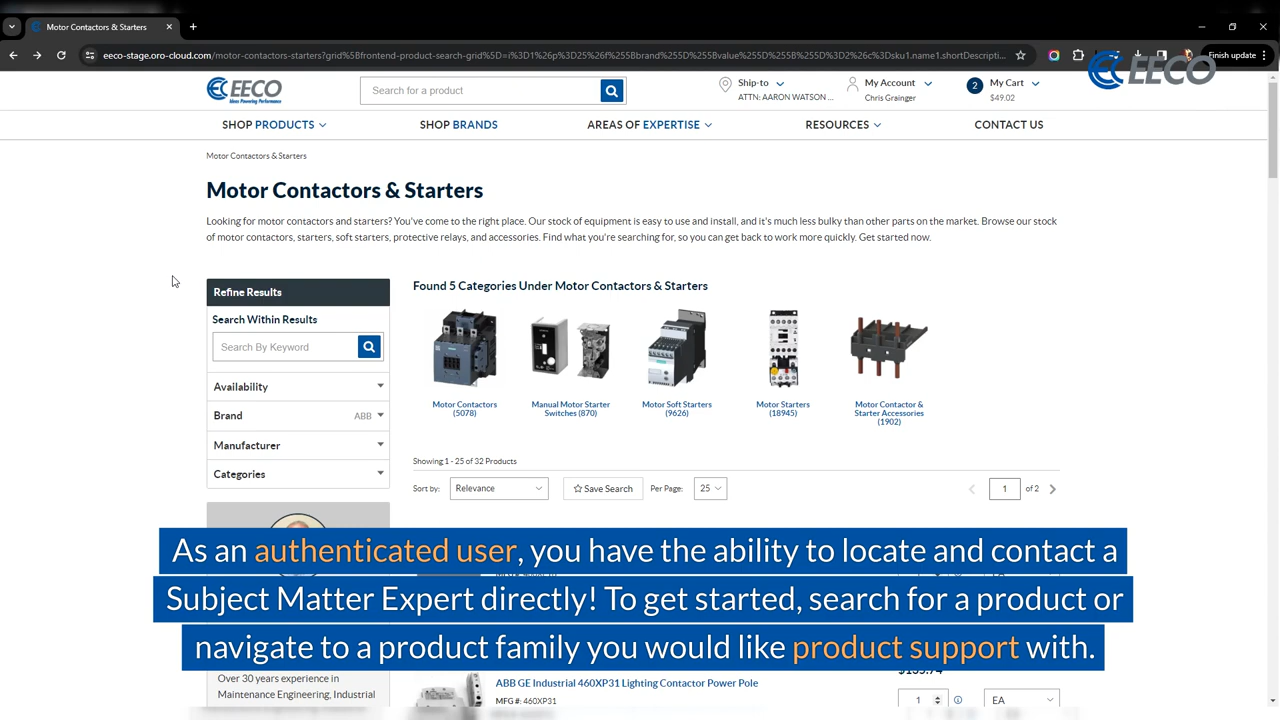 Motor Contactors & Starters
eeco-stage.oro-cloud.com/motor-contactors-starters?grid%5Bfrontend-product-search-grid%5D=i%3D1%26p%3D25%26f%255Bbrand%255D%255Bvalue%255D%255B%255D%3D2%26c%3Dsku1.name1.shortDescripti...
Finish update
EECO
EECO
Ideas Powering Performance
Search for a product
Ship-to
ATTN: AARON WATSON ...
My Account
Chris Grainger
2
My Cart
$49.02
SHOP PRODUCTS
SHOP BRANDS
AREAS OF EXPERTISE
RESOURCES
CONTACT US
Motor Contactors & Starters
Motor Contactors & Starters
Looking for motor contactors and starters? You've come to the right place. Our stock of equipment is easy to use and install, and it's much less bulky than other parts on the market. Browse our stock
of motor contactors, starters, soft starters, protective relays, and accessories. Find what you're searching for, so you can get back to work more quickly. Get started now.
Refine Results
Search Within Results
Search By Keyword
Availability
Brand ABB
Manufacturer
Categories
Found 5 Categories Under Motor Contactors & Starters
Motor Contactors
(5078)
Manual Motor Starter
Switches (870)
Motor Soft Starters
(9626)
Motor Starters
(18945)
Motor Contactor &
Starter Accessories
(1902)
Showing 1 - 25 of 32 Products
Sort by: Relevance
Save Search
Per Page: 25
1 of 2
As an authenticated user, you have the ability to locate and contact a
Subject Matter Expert directly! To get started, search for a product or
navigate to a product family you would like product support with.
Over 30 years experience in
Maintenance Engineering, Industrial
ABB GE Industrial 460XP31 Lighting Contactor Power Pole
MFG #: 460XP31
1
EA